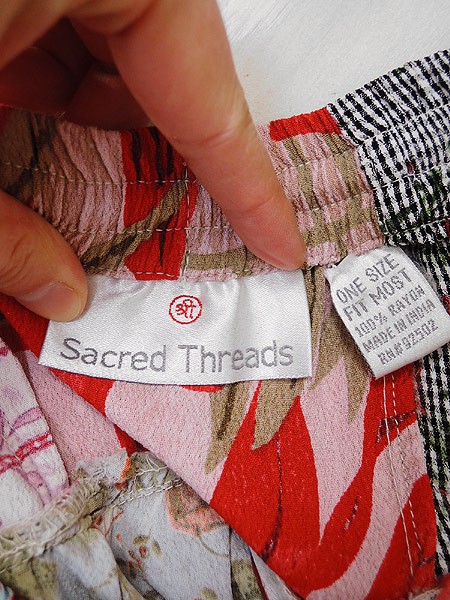 श्री
Sacred Threads
ONE SIZE
FIT MOST
100% RAYON
MADE IN INDIA
RN# 92502